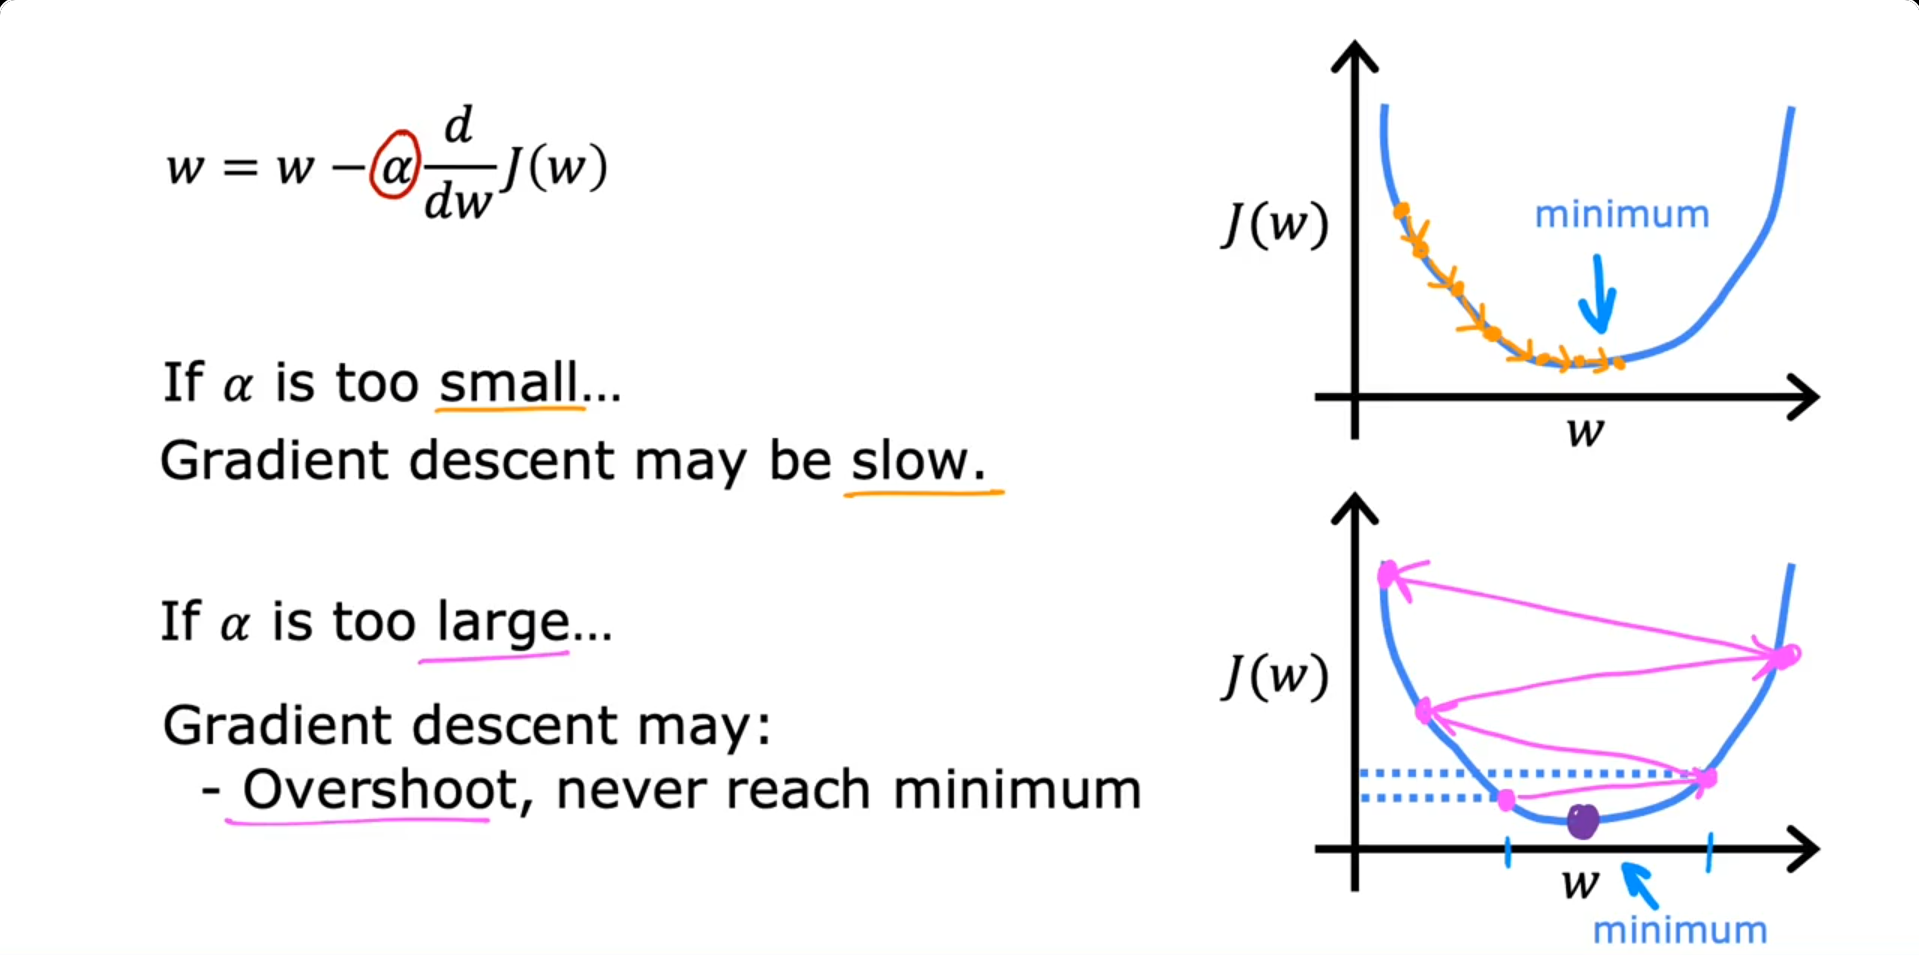 w = w − α d/dw J(w)
If α is too small...
Gradient descent may be slow.
If α is too large...
Gradient descent may:
- Overshoot, never reach minimum
J(w)
minimum
w
J(w)
w
minimum